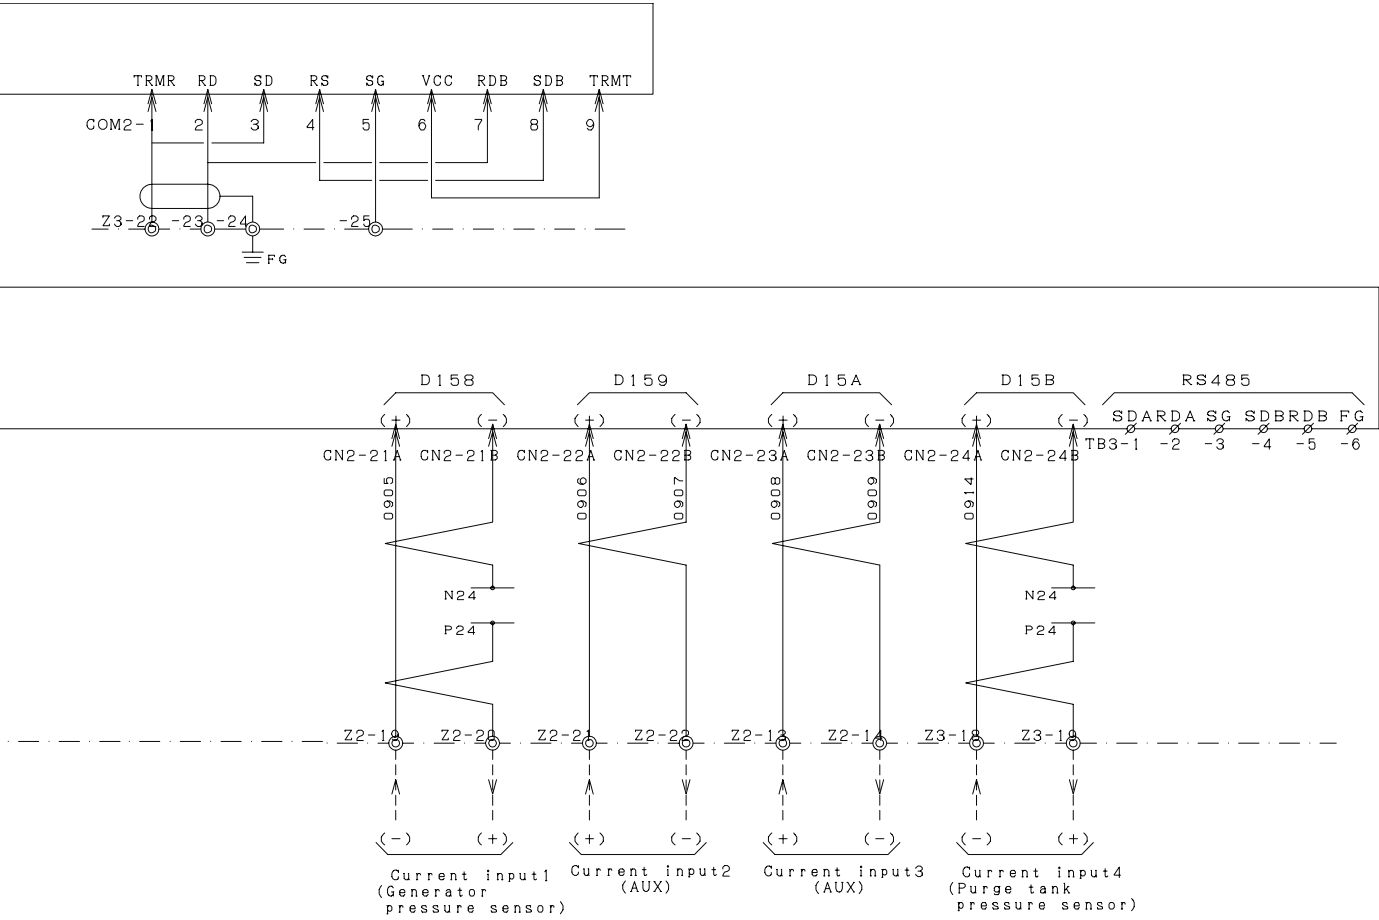 TRMR RD SD RS SG VCC RDB SDB TRMT
COM2-1 2 3 4 5 6 7 8 9
Z3-22 -23 -24 -25
FG
D158 D159 D15A D15B RS485
(+) (-) (+) (-) (+) (-) (+) (-) SDA RDA SG SDB RDB FG
TB3-1 -2 -3 -4 -5 -6
CN2-21A CN2-21B CN2-22A CN2-22B CN2-23A CN2-23B CN2-24A CN2-24B
0905 0906 0907 0908 0909 0914
N24 N24
P24 P24
Z2-19 Z2-20 Z2-21 Z2-22 Z2-13 Z2-14 Z3-18 Z3-19
(-) (+) (+) (-) (+) (-) (-) (+)
Current input1
(Generator
pressure sensor)
Current input2
(AUX)
Current input3
(AUX)
Current input4
(Purge tank
pressure sensor)